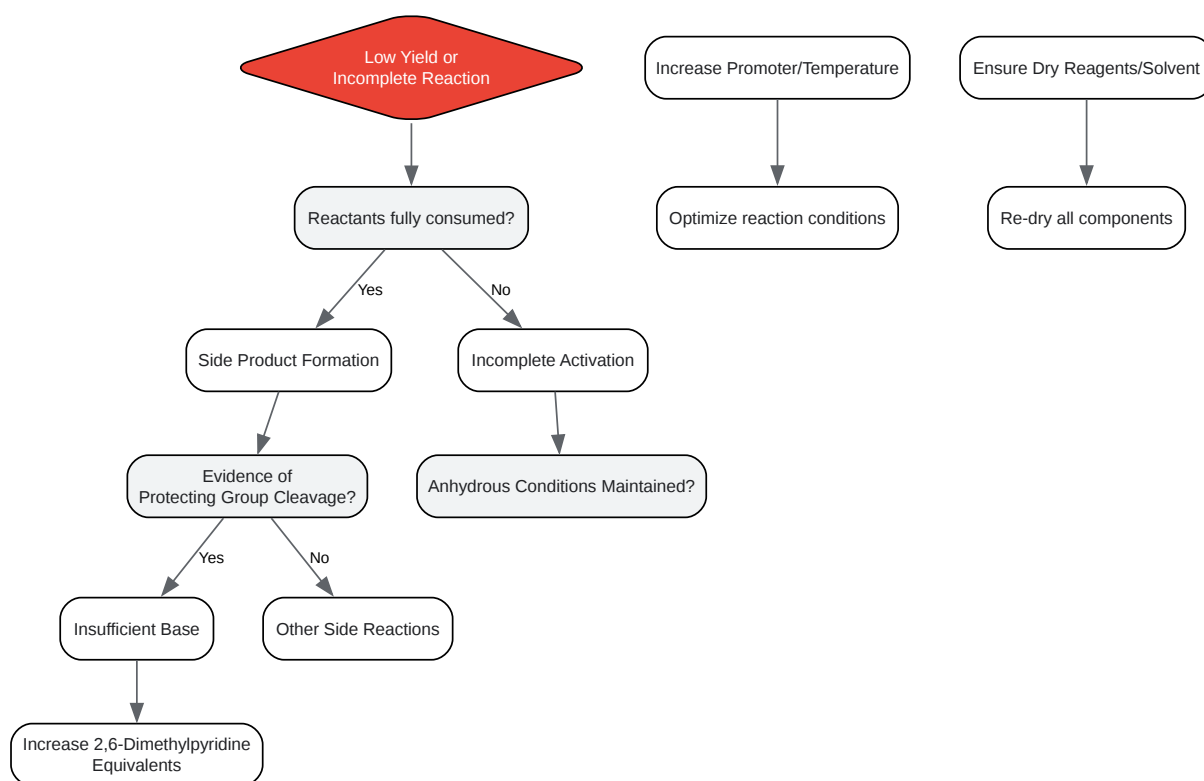 Low Yield or
Incomplete Reaction
Increase Promoter/Temperature
Ensure Dry Reagents/Solvent
Reactants fully consumed?
Optimize reaction conditions
Re-dry all components
Yes
No
Side Product Formation
Incomplete Activation
Evidence of
Protecting Group Cleavage?
Anhydrous Conditions Maintained?
Yes
No
Insufficient Base
Other Side Reactions
Increase 2,6-Dimethylpyridine
Equivalents